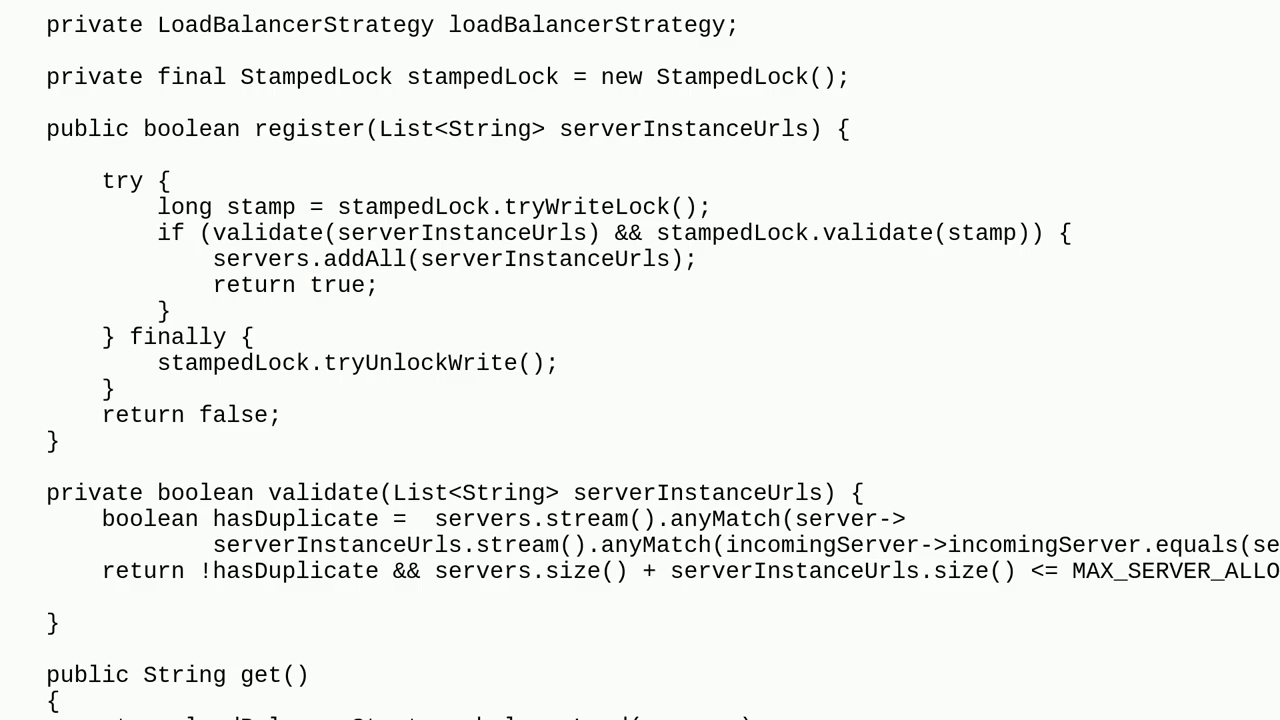 private LoadBalancerStrategy loadBalancerStrategy;
private final StampedLock stampedLock = new StampedLock();
public boolean register(List<String> serverInstanceUrls) {
try {
long stamp = stampedLock.tryWriteLock();
if (validate(serverInstanceUrls) && stampedLock.validate(stamp)) {
servers.addAll(serverInstanceUrls);
return true;
}
} finally {
stampedLock.tryUnlockWrite();
}
return false;
}
private boolean validate(List<String> serverInstanceUrls) {
boolean hasDuplicate =  servers.stream().anyMatch(server->
serverInstanceUrls.stream().anyMatch(incomingServer->incomingServer.equals(se
return !hasDuplicate && servers.size() + serverInstanceUrls.size() <= MAX_SERVER_ALLO
}
public String get()
{